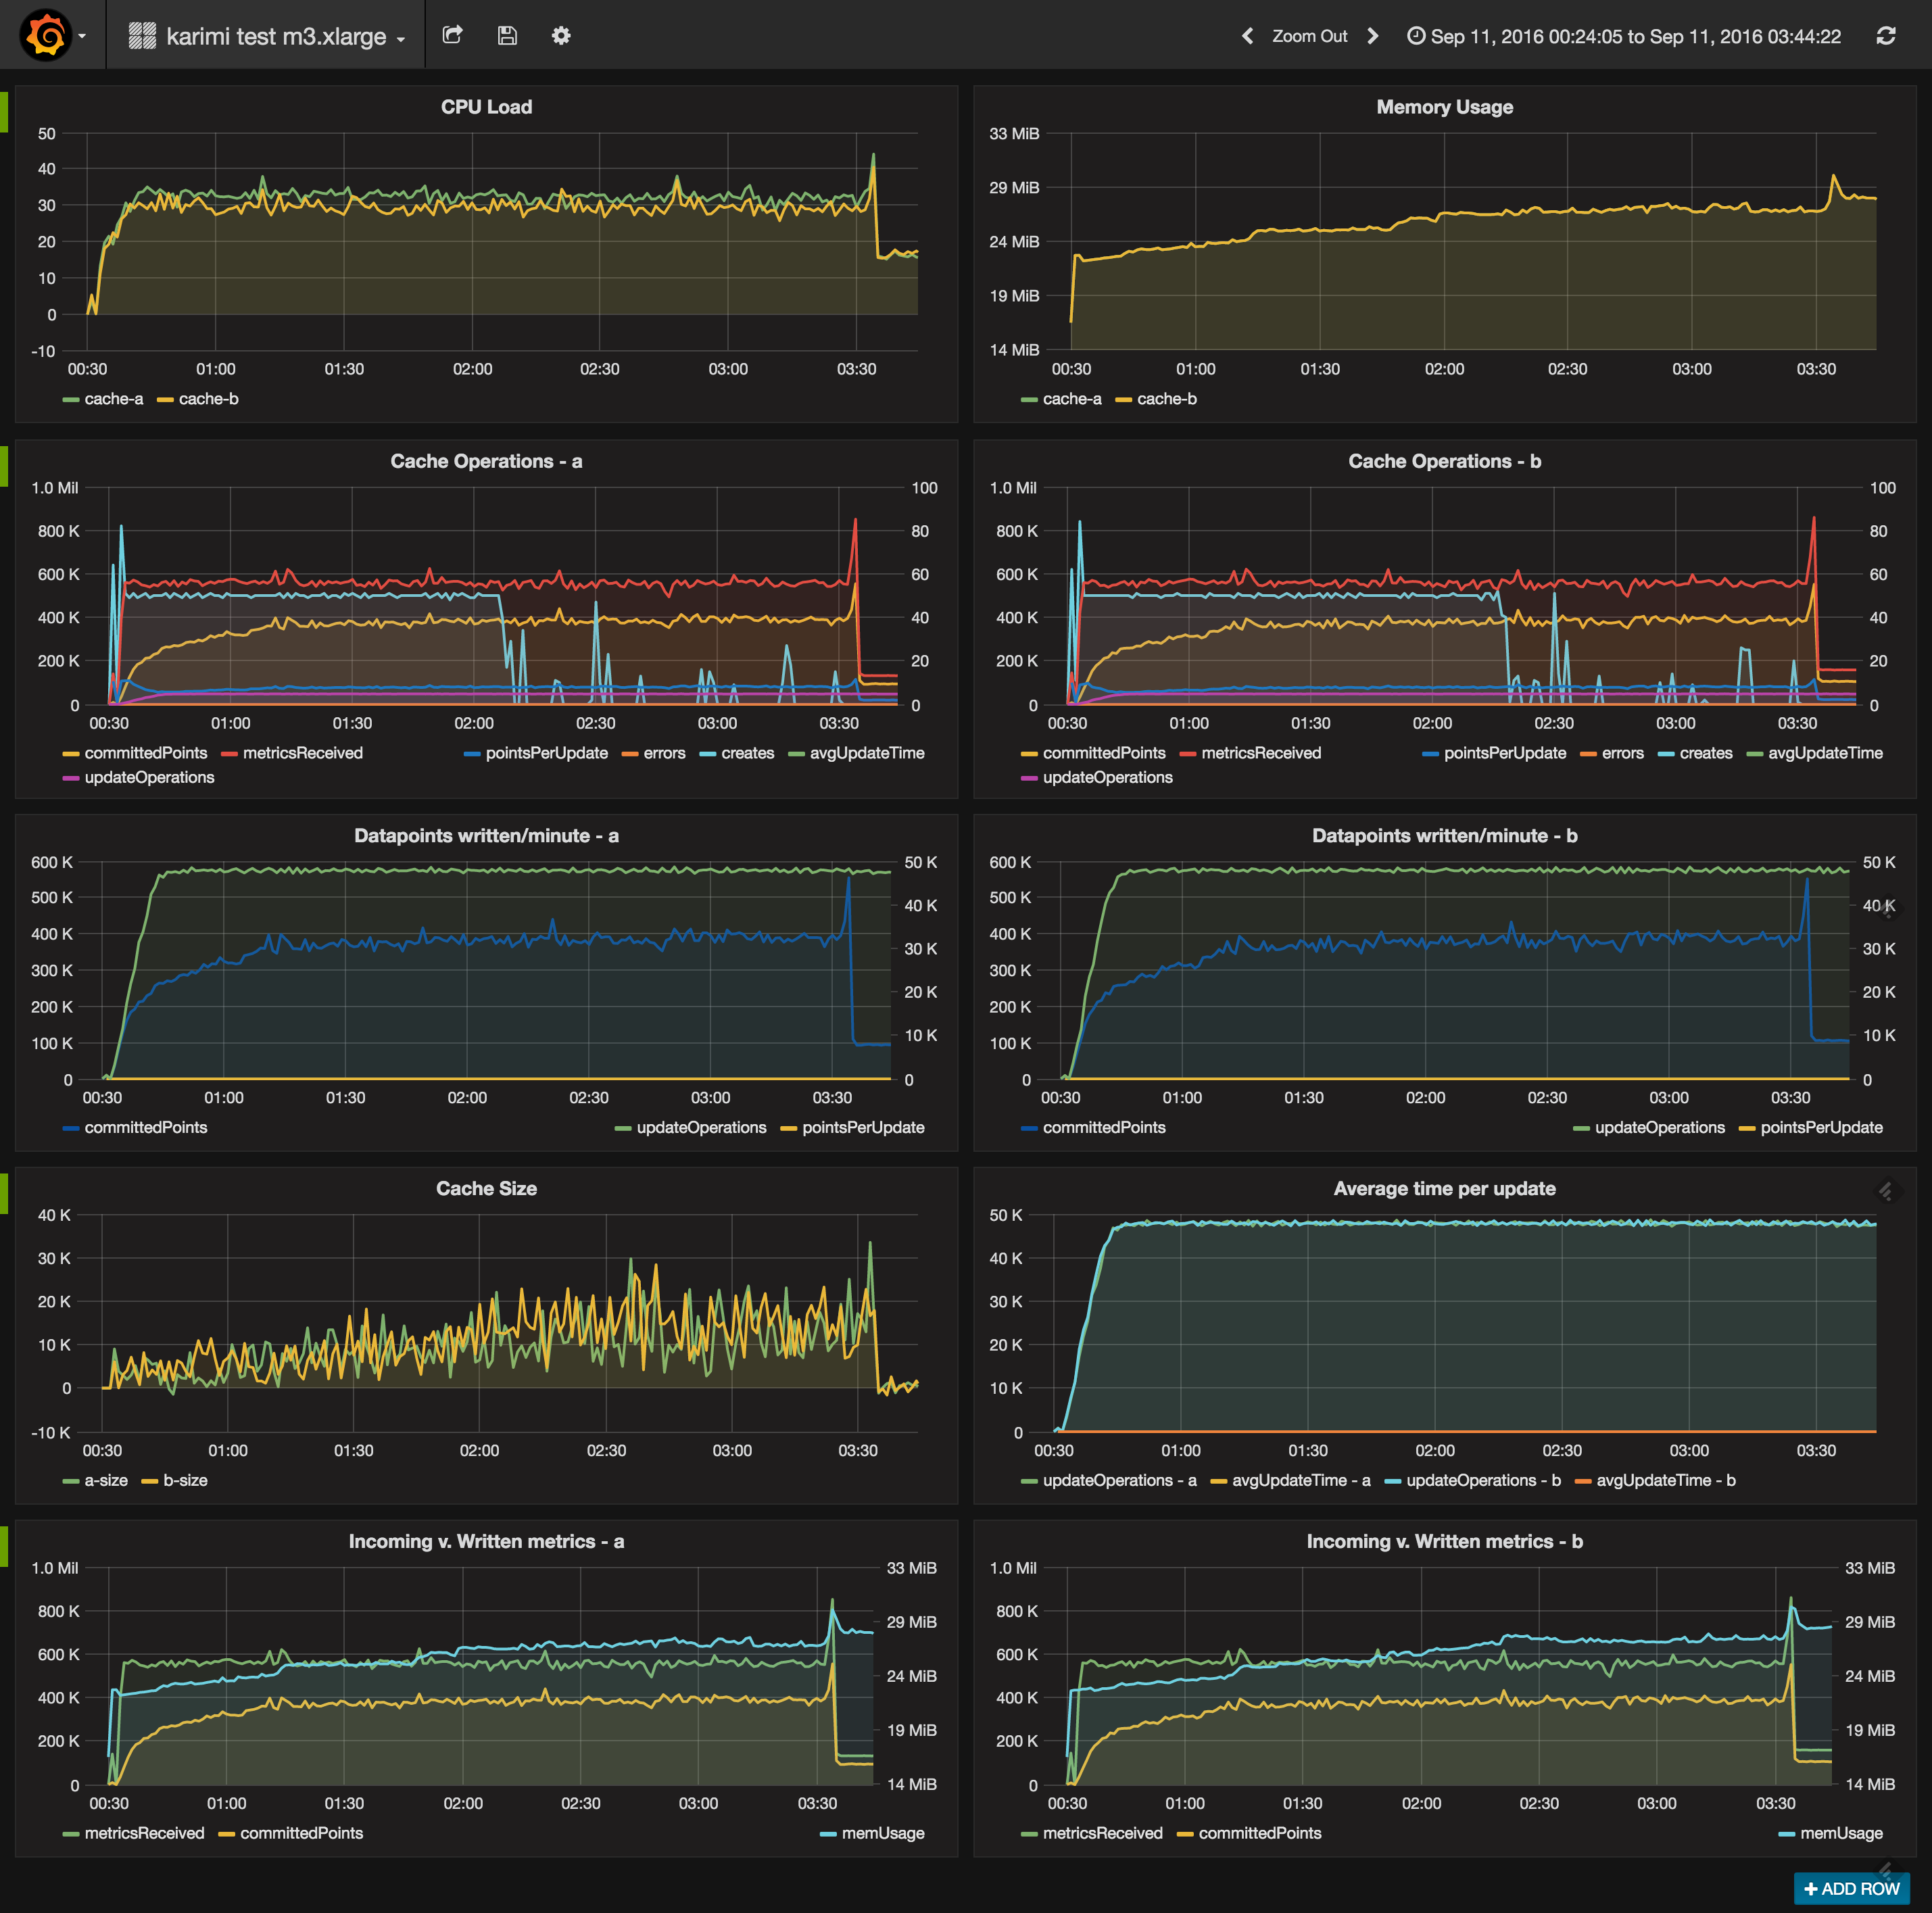 karimi test m3.xlarge Zoom Out Sep 11, 2016 00:24:05 to Sep 11, 2016 03:44:22
CPU Load
50
40
30
20
10
0
-10
00:30 01:00 01:30 02:00 02:30 03:00 03:30
cache-a cache-b
Memory Usage
33 MiB
29 MiB
24 MiB
19 MiB
14 MiB
00:30 01:00 01:30 02:00 02:30 03:00 03:30
cache-a cache-b
Cache Operations - a
1.0 Mil 100
800 K 80
600 K 60
400 K 40
200 K 20
0 0
00:30 01:00 01:30 02:00 02:30 03:00 03:30
committedPoints metricsReceived pointsPerUpdate errors creates avgUpdateTime
updateOperations
Cache Operations - b
1.0 Mil 100
800 K 80
600 K 60
400 K 40
200 K 20
0 0
00:30 01:00 01:30 02:00 02:30 03:00 03:30
committedPoints metricsReceived pointsPerUpdate errors creates avgUpdateTime
updateOperations
Datapoints written/minute - a
600 K 50 K
500 K
40 K
400 K
30 K
300 K
20 K
200 K
10 K
100 K
0 0
00:30 01:00 01:30 02:00 02:30 03:00 03:30
committedPoints updateOperations pointsPerUpdate
Datapoints written/minute - b
600 K 50 K
500 K
40 K
400 K
30 K
300 K
20 K
200 K
10 K
100 K
0 0
00:30 01:00 01:30 02:00 02:30 03:00 03:30
committedPoints updateOperations pointsPerUpdate
Cache Size
40 K
30 K
20 K
10 K
0
-10 K
00:30 01:00 01:30 02:00 02:30 03:00 03:30
a-size b-size
Average time per update
50 K
40 K
30 K
20 K
10 K
0
00:30 01:00 01:30 02:00 02:30 03:00 03:30
updateOperations - a avgUpdateTime - a updateOperations - b avgUpdateTime - b
Incoming v. Written metrics - a
1.0 Mil 33 MiB
800 K
29 MiB
600 K
24 MiB
400 K
19 MiB
200 K
0 14 MiB
00:30 01:00 01:30 02:00 02:30 03:00 03:30
metricsReceived committedPoints memUsage
Incoming v. Written metrics - b
1.0 Mil 33 MiB
800 K
29 MiB
600 K
24 MiB
400 K
19 MiB
200 K
0 14 MiB
00:30 01:00 01:30 02:00 02:30 03:00 03:30
metricsReceived committedPoints memUsage
+ ADD ROW